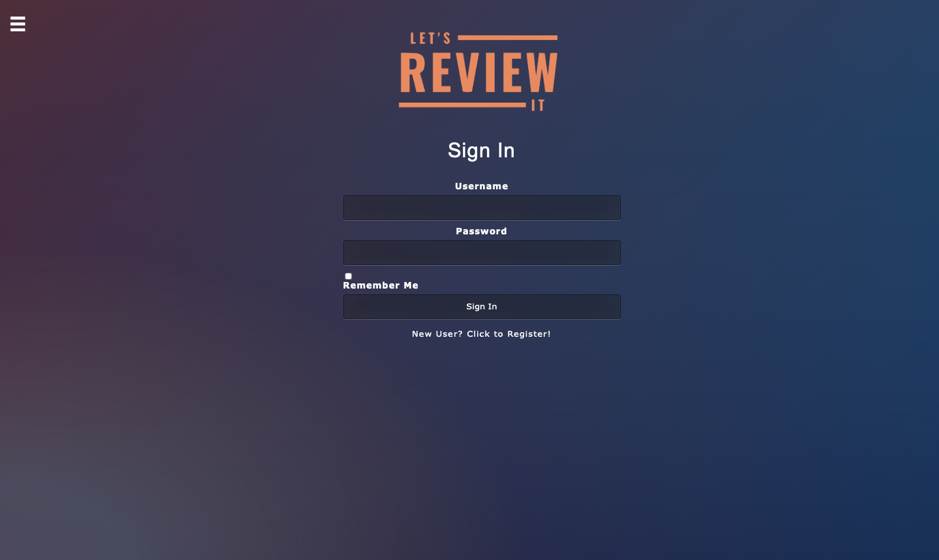 LET'S
REVIEW
IT
Sign In
Username
Password
Remember Me
Sign In
New User? Click to Register!